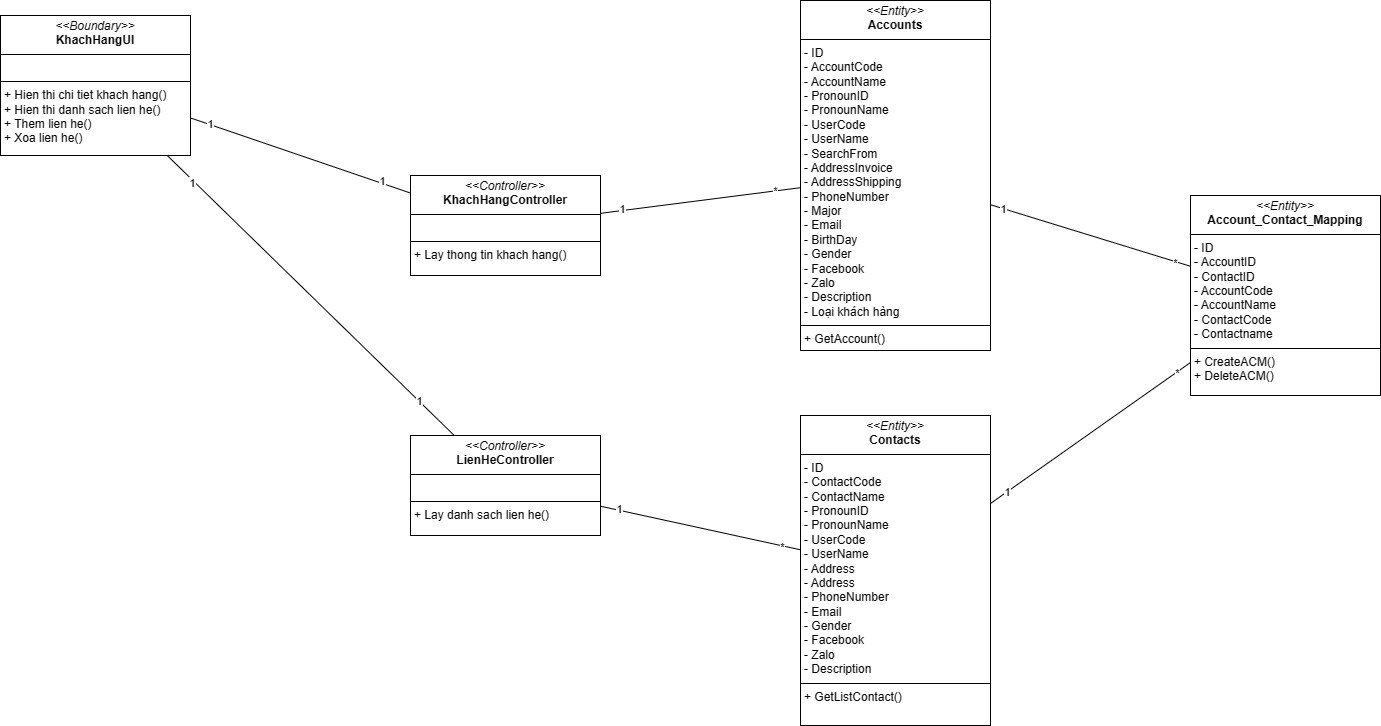 <<Boundary>>
KhachHangUI
+ Hien thi chi tiet khach hang()
+ Hien thi danh sach lien he()
+ Them lien he()
+ Xoa lien he()
1
1
1
1
<<Controller>>
KhachHangController
+ Lay thong tin khach hang()
1
*
<<Controller>>
LienHeController
+ Lay danh sach lien he()
1
*
<<Entity>>
Accounts
- ID
- AccountCode
- AccountName
- PronounID
- PronounName
- UserCode
- UserName
- SearchFrom
- AddressInvoice
- AddressShipping
- PhoneNumber
- Major
- Email
- BirthDay
- Gender
- Facebook
- Zalo
- Description
- Loại khách hàng
+ GetAccount()
1
*
<<Entity>>
Contacts
- ID
- ContactCode
- ContactName
- PronounID
- PronounName
- UserCode
- UserName
- Address
- Address
- PhoneNumber
- Email
- Gender
- Facebook
- Zalo
- Description
+ GetListContact()
1
*
<<Entity>>
Account_Contact_Mapping
- ID
- AccountID
- ContactID
- AccountCode
- AccountName
- ContactCode
- Contactname
+ CreateACM()
+ DeleteACM()